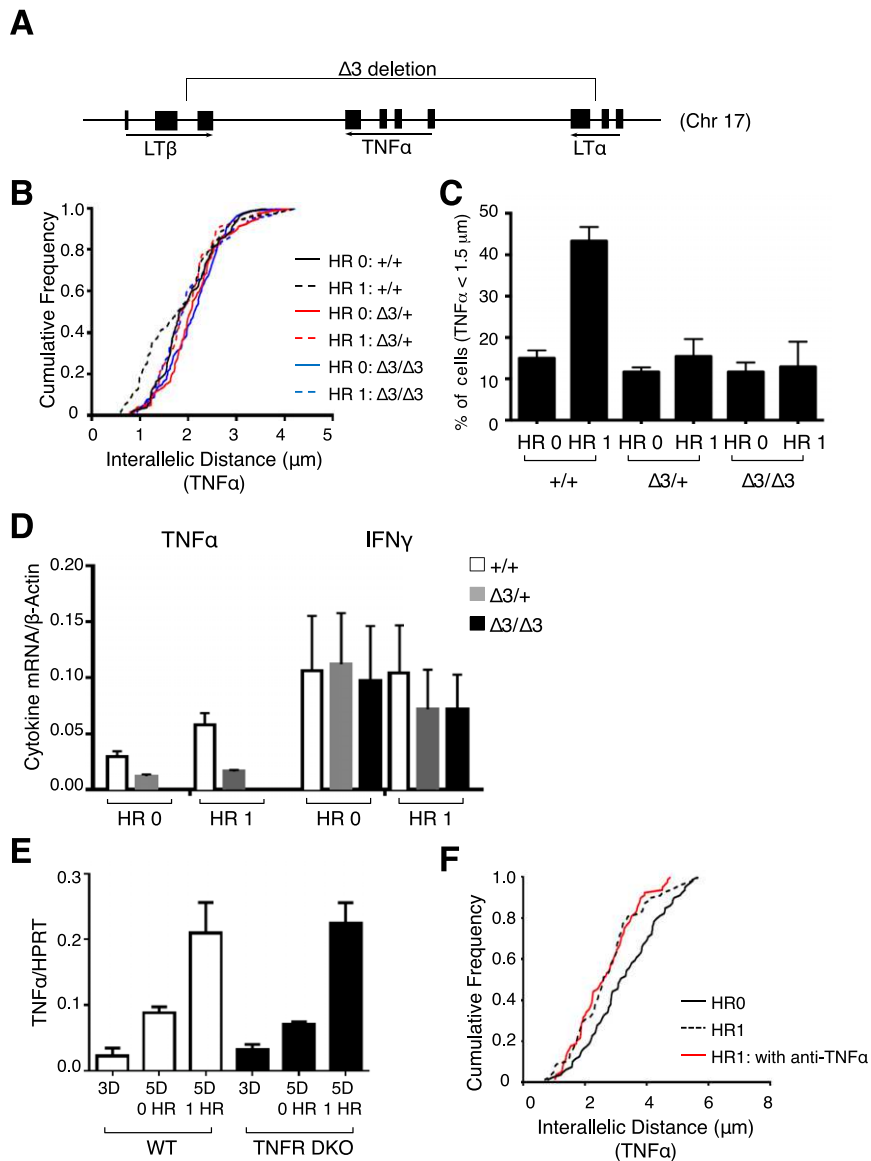 A
Δ3 deletion
(Chr 17)
LTβ
TNFα
LTα
B
Cumulative Frequency
1.0
0.8
0.6
0.4
0.2
0
0 1 2 3 4 5
Interallelic Distance (μm)
(TNFα)
HR 0: +/+
HR 1: +/+
HR 0: Δ3/+
HR 1: Δ3/+
HR 0: Δ3/Δ3
HR 1: Δ3/Δ3
C
% of cells (TNFα < 1.5 μm)
50
40
30
20
10
0
HR 0 HR 1 HR 0 HR 1 HR 0 HR 1
+/+ Δ3/+ Δ3/Δ3
D
TNFα IFNγ
Cytokine mRNA/β-Actin
0.20
0.15
0.10
0.05
0.00
HR 0 HR 1 HR 0 HR 1
+/+
Δ3/+
Δ3/Δ3
E
TNFα/HPRT
0.3
0.2
0.1
0.0
3D 5D 5D 3D 5D 5D
0 HR 1 HR 0 HR 1 HR
WT TNFR DKO
F
Cumulative Frequency
1.0
0.8
0.6
0.4
0.2
0
0 2 4 6 8
Interallelic Distance (μm)
(TNFα)
HR0
HR1
HR1: with anti-TNFα